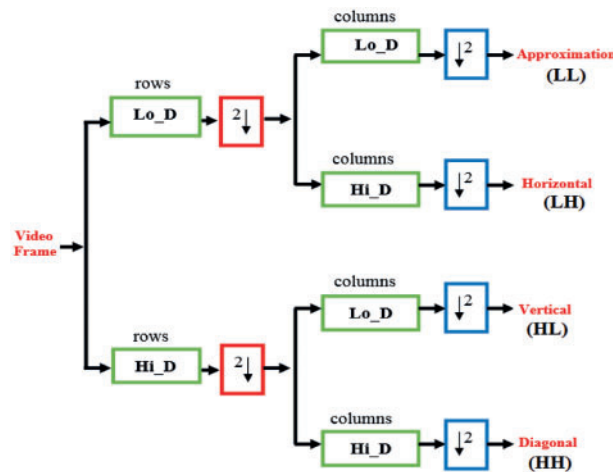 columns
Lo_D
↓2
Approximation
(LL)
rows
Lo_D
2↓
columns
Hi_D
↓2
Horizontal
(LH)
Video
Frame
columns
Lo_D
↓2
Vertical
(HL)
rows
Hi_D
2↓
columns
Hi_D
↓2
Diagonal
(HH)